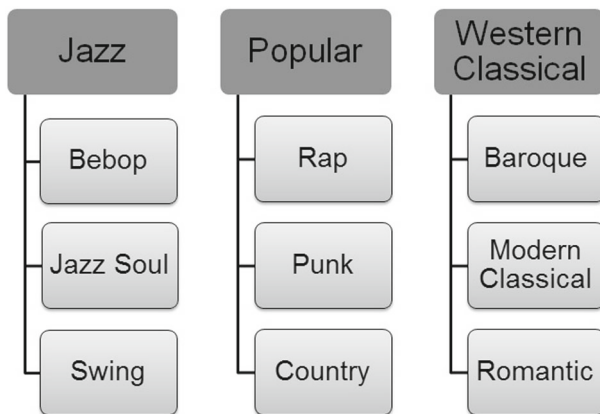 Jazz
Bebop
Jazz Soul
Swing
Popular
Rap
Punk
Country
Western
Classical
Baroque
Modern
Classical
Romantic